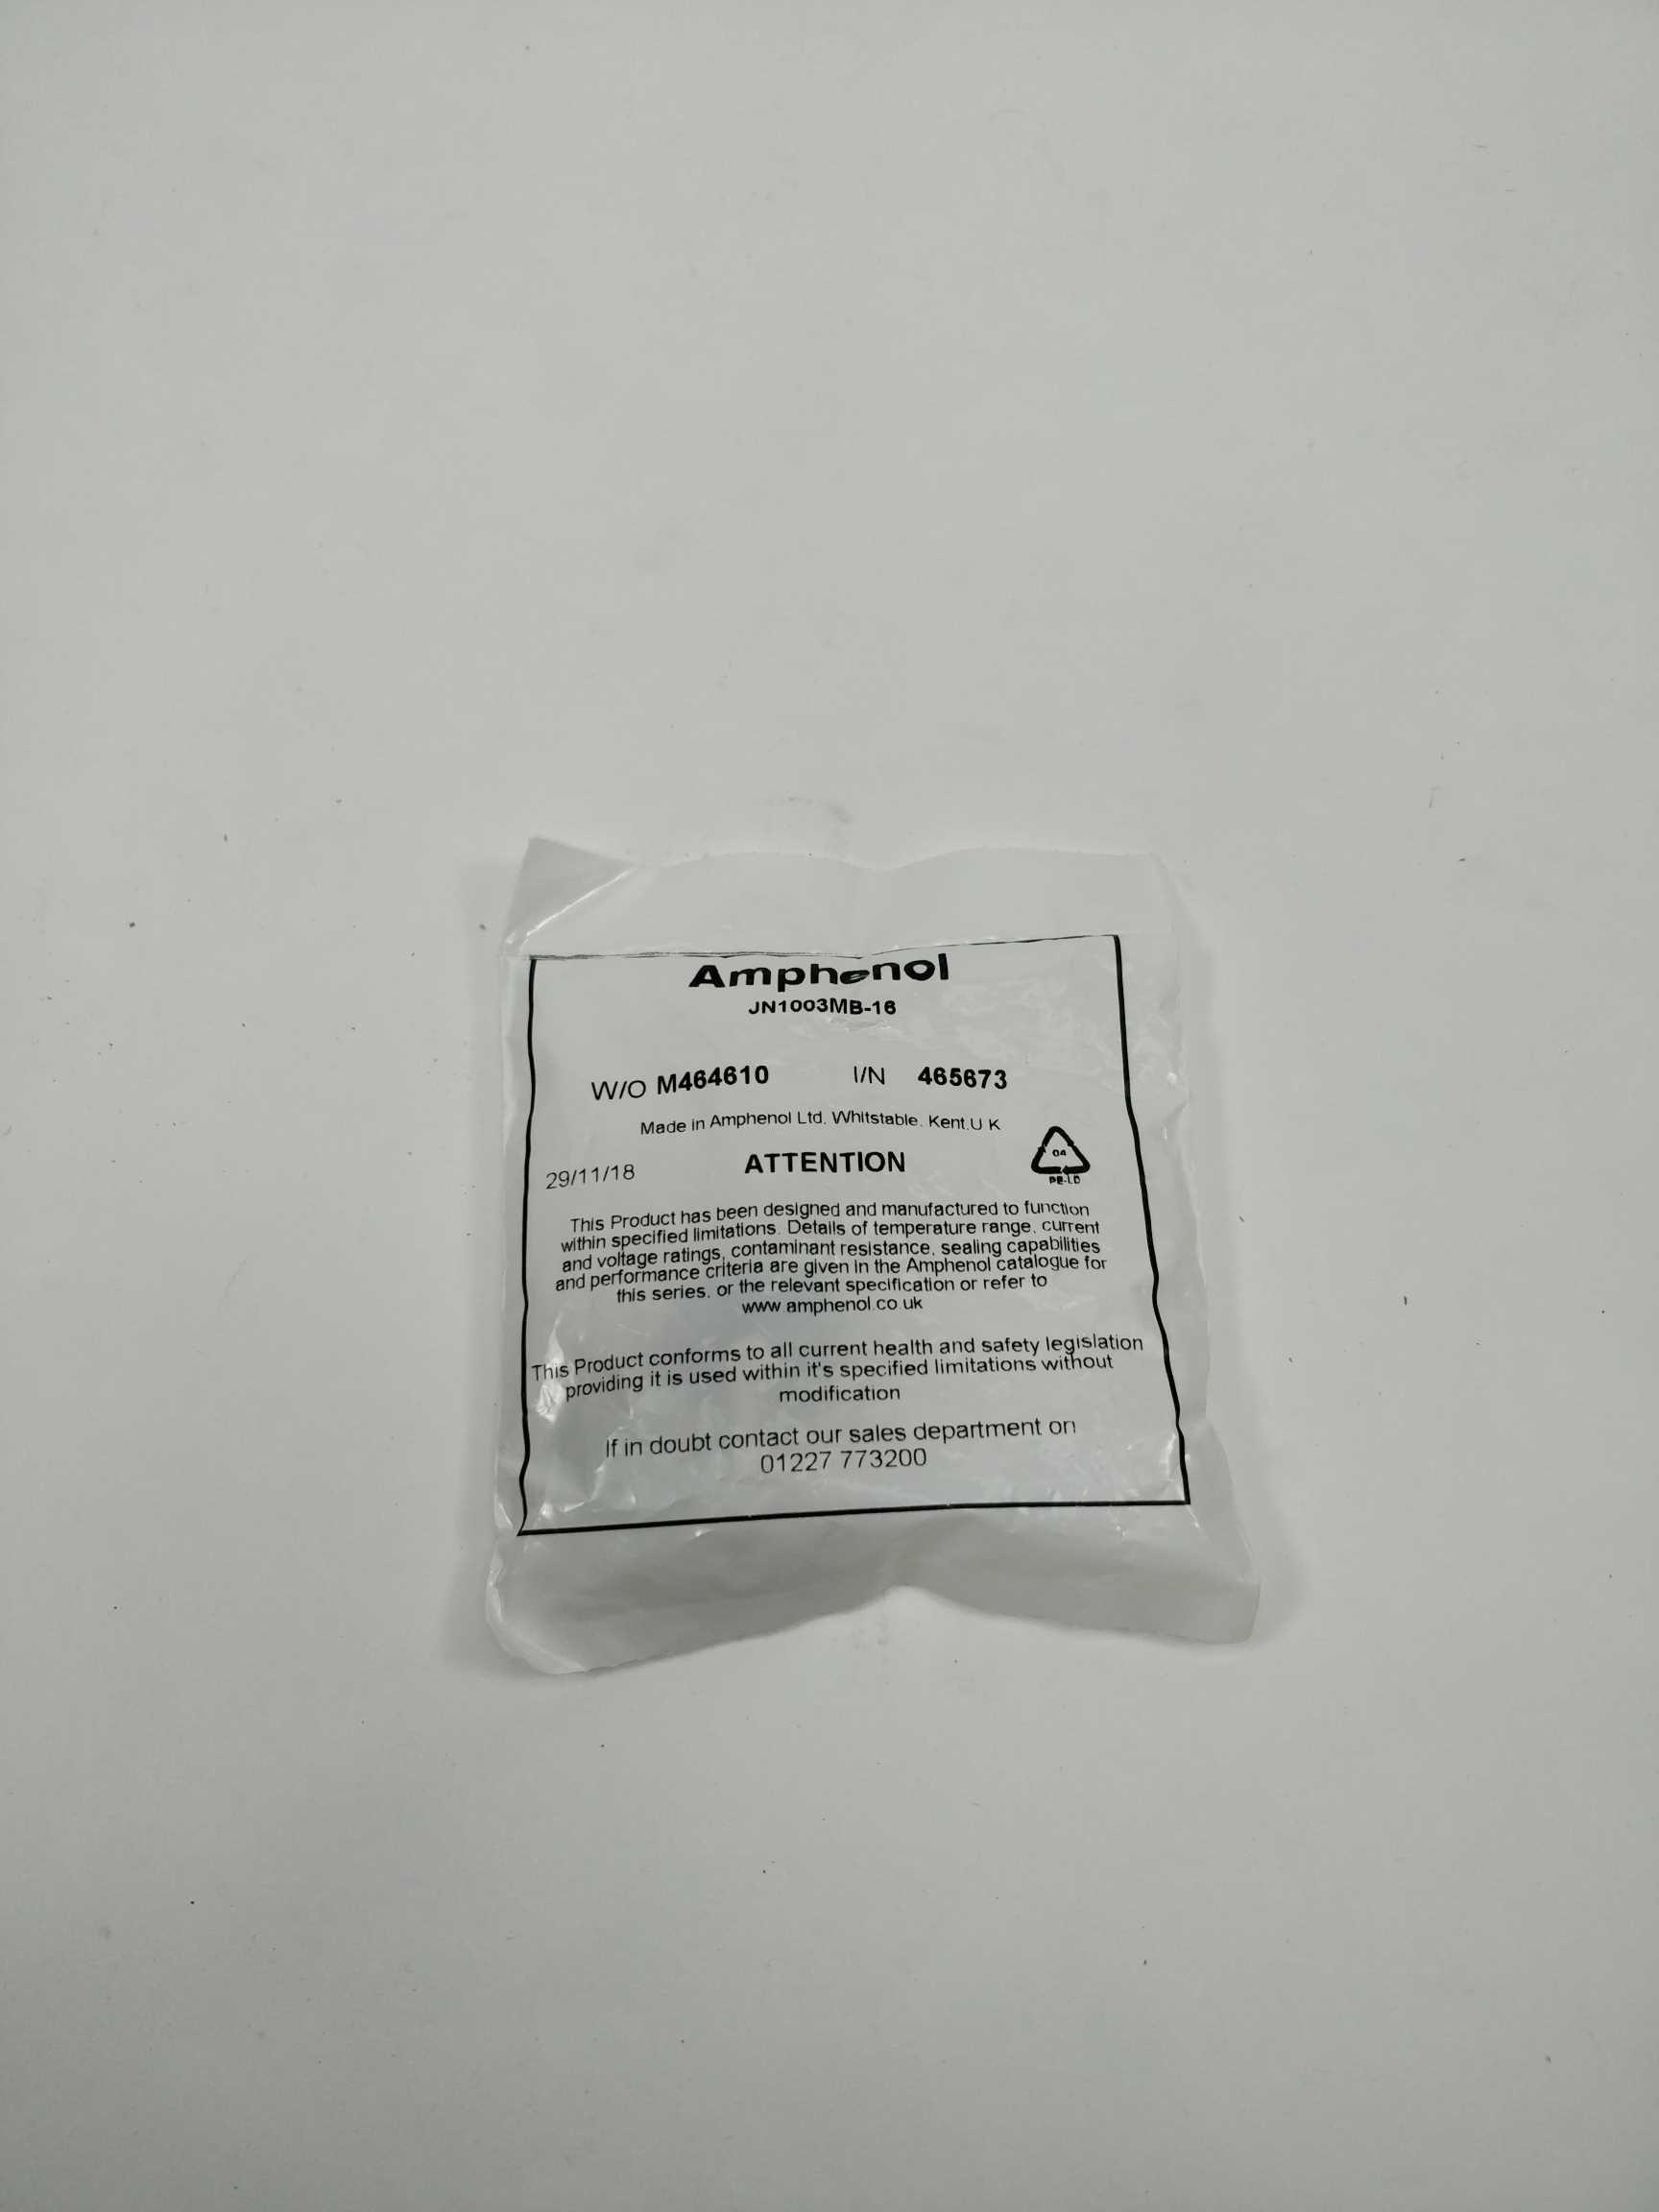 Amphenol
JN1003MB-16
W/O M464610 I/N 465673
Made in Amphenol Ltd. Whitstable. Kent.U K
29/11/18 ATTENTION
04
PE-LD
This Product has been designed and manufactured to function
within specified limitations. Details of temperature range, current
and voltage ratings, contaminant resistance, sealing capabilities
and performance criteria are given in the Amphenol catalogue for
this series, or the relevant specification or refer to
www.amphenol.co.uk
This Product conforms to all current health and safety legislation
providing it is used within it's specified limitations without
modification
If in doubt contact our sales department on
01227 773200